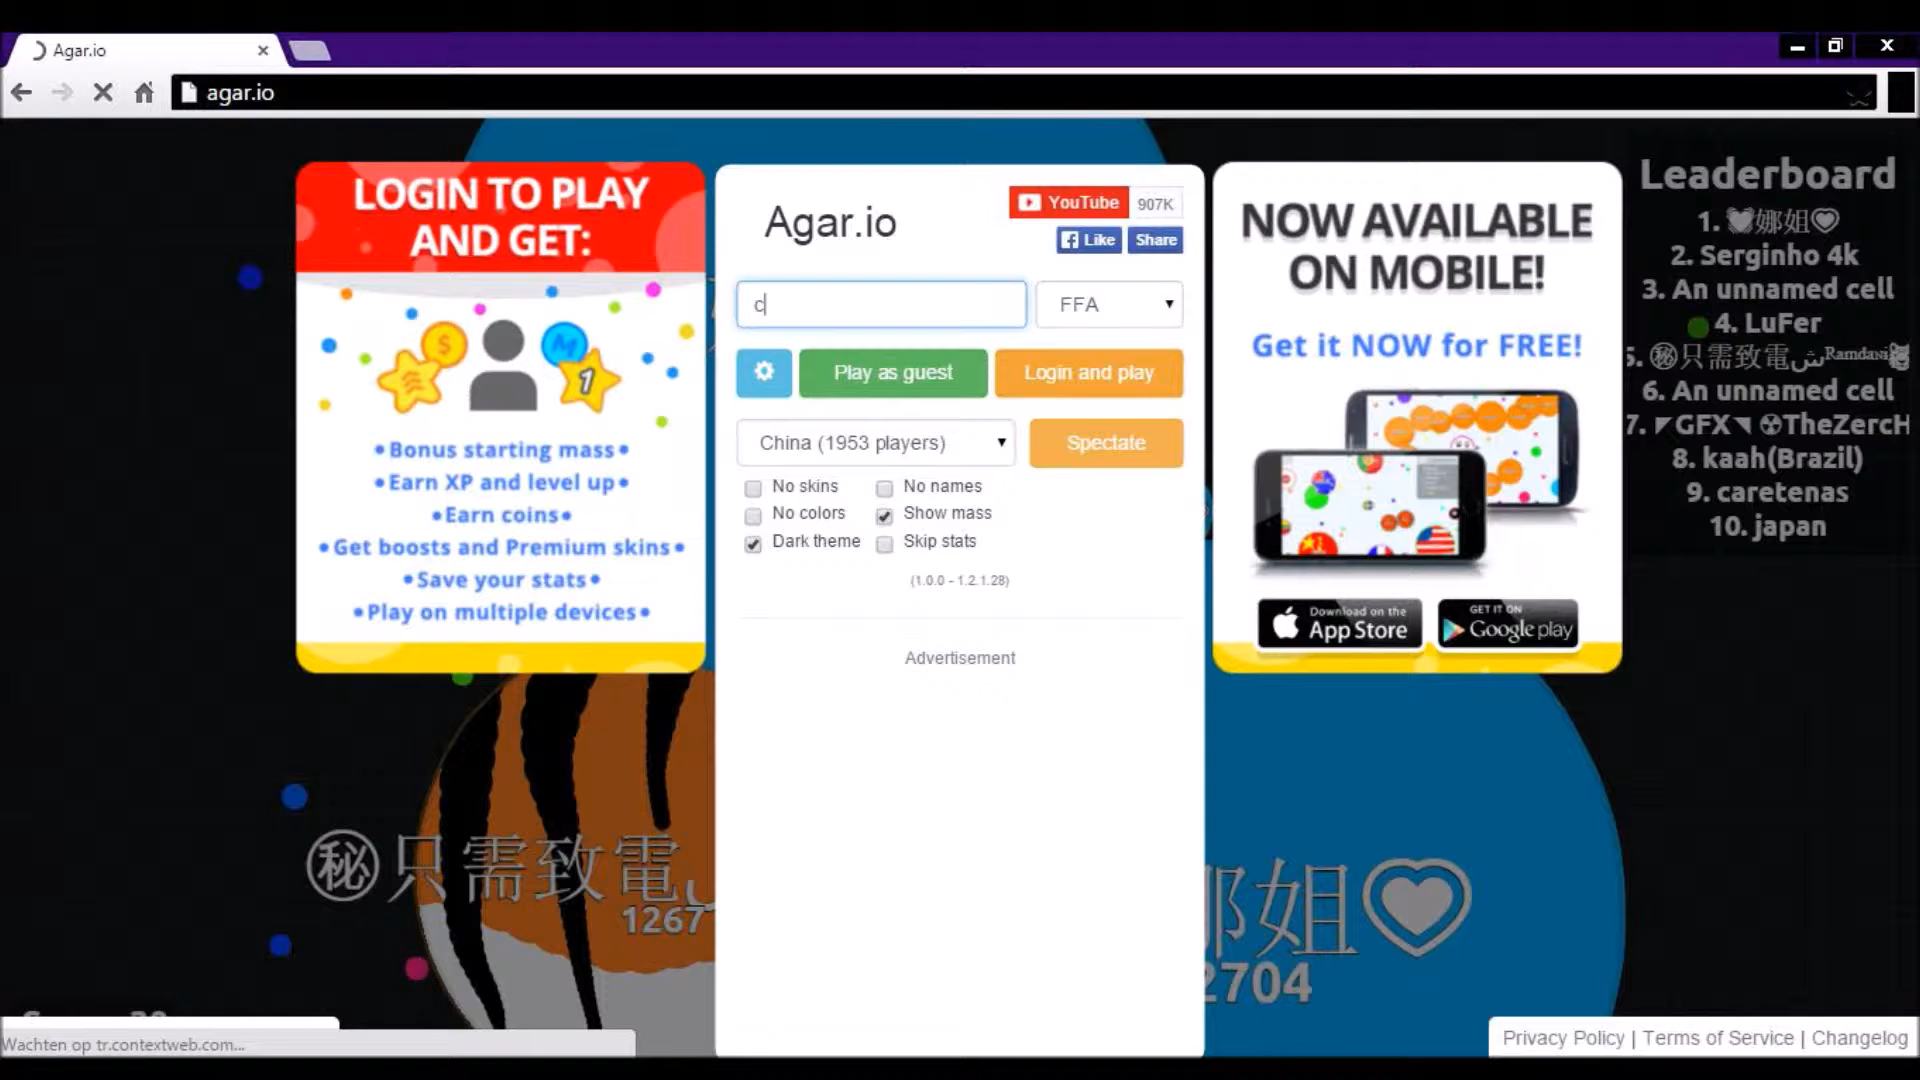 Agar.io
agar.io
LOGIN TO PLAY
AND GET:
$
1
•Bonus starting mass•
•Earn XP and level up•
•Earn coins•
•Get boosts and Premium skins•
•Save your stats•
•Play on multiple devices•
Agar.io
YouTube 907K
Like Share
c
FFA
Play as guest
Login and play
China (1953 players)
Spectate
No skins No names
No colors Show mass
Dark theme Skip stats
(1.0.0 - 1.2.1.28)
Advertisement
NOW AVAILABLE
ON MOBILE!
Get it NOW for FREE!
Download on the
App Store
GET IT ON
Google play
Leaderboard
1. 💓娜姐💗
2. Serginho 4k
3. An unnamed cell
4. LuFer
5. ㊙只需致電
6. An unnamed cell
7. ◤GFX◥ ☢TheZercH
8. kaah(Brazil)
9. caretenas
10. japan
㊙只需致電
1267
娜姐💗
2704
Wachten op tr.contextweb.com...
Privacy Policy | Terms of Service | Changelog